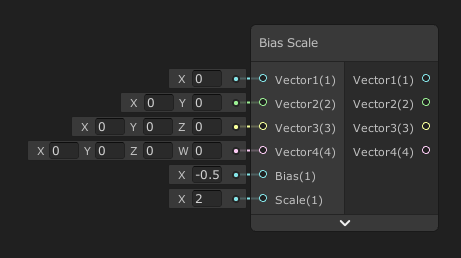 Bias Scale
X 0 Vector1(1) Vector1(1)
X 0 Y 0 Vector2(2) Vector2(2)
X 0 Y 0 Z 0 Vector3(3) Vector3(3)
X 0 Y 0 Z 0 W 0 Vector4(4) Vector4(4)
X -0.5 Bias(1)
X 2 Scale(1)